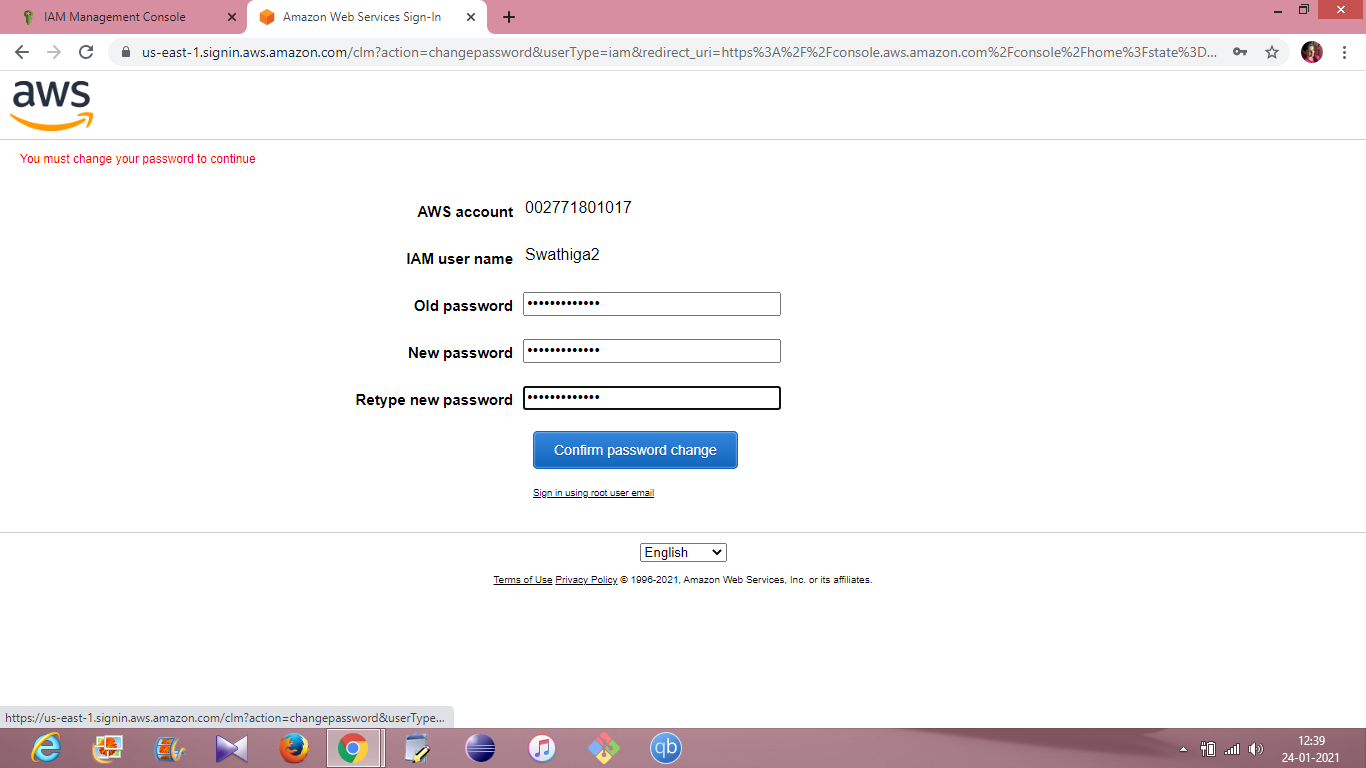 IAM Management Console
Amazon Web Services Sign-In
us-east-1.signin.aws.amazon.com/clm?action=changepassword&userType=iam&redirect_uri=https%3A%2F%2Fconsole.aws.amazon.com%2Fconsole%2Fhome%3Fstate%3D...
aws
You must change your password to continue
AWS account 002771801017
IAM user name Swathiga2
Old password •••••••••••••
New password •••••••••••••
Retype new password •••••••••••••
Confirm password change
Sign in using root user email
English
Terms of Use Privacy Policy © 1996-2021, Amazon Web Services, Inc. or its affiliates.
https://us-east-1.signin.aws.amazon.com/clm?action=changepassword&userType...
qb
12:39
24-01-2021